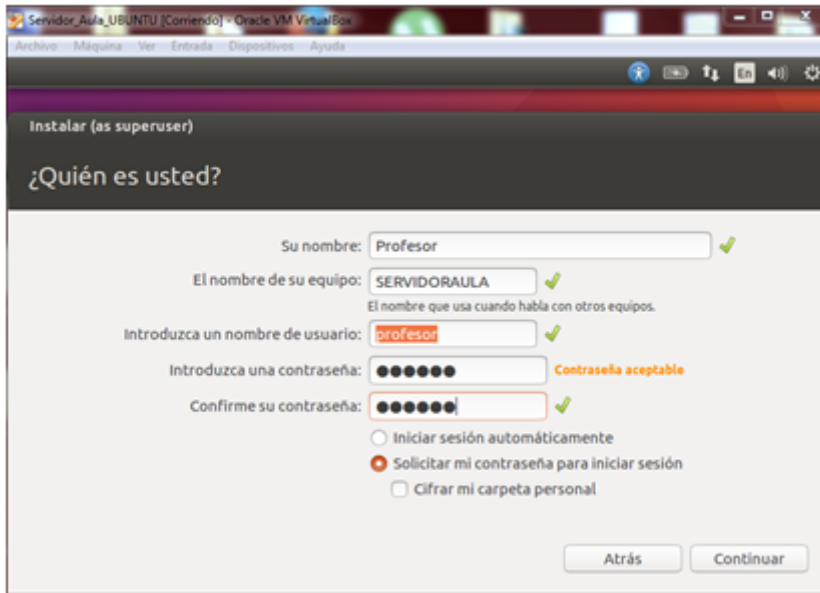 Servidor_Aula_UBUNTU [Corriendo] - Oracle VM VirtualBox
Archivo Máquina Ver Entrada Dispositivos Ayuda
En
Instalar (as superuser)
¿Quién es usted?
Su nombre: Profesor
El nombre de su equipo: SERVIDORAULA
El nombre que usa cuando habla con otros equipos.
Introduzca un nombre de usuario: profesor
Introduzca una contraseña: ●●●●●● Contraseña aceptable
Confirme su contraseña: ●●●●●●
Iniciar sesión automáticamente
Solicitar mi contraseña para iniciar sesión
Cifrar mi carpeta personal
Atrás Continuar